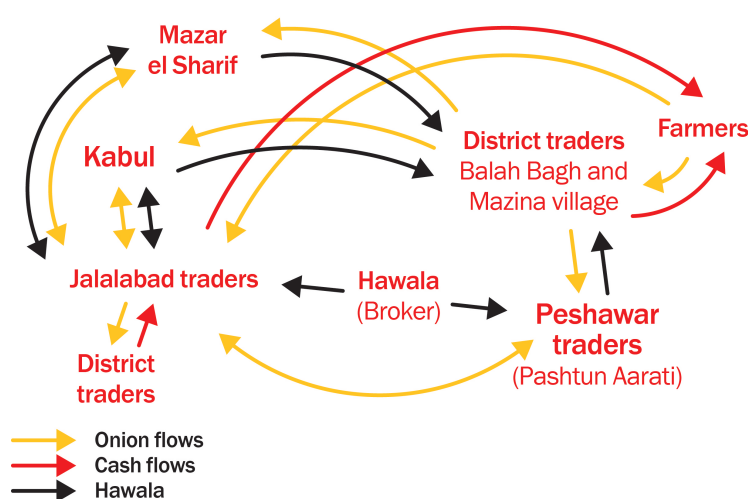 Mazar
el Sharif
Kabul
District traders
Balah Bagh and
Mazina village
Farmers
Jalalabad traders
Hawala
(Broker)
Peshawar
traders
(Pashtun Aarati)
District
traders
Onion flows
Cash flows
Hawala